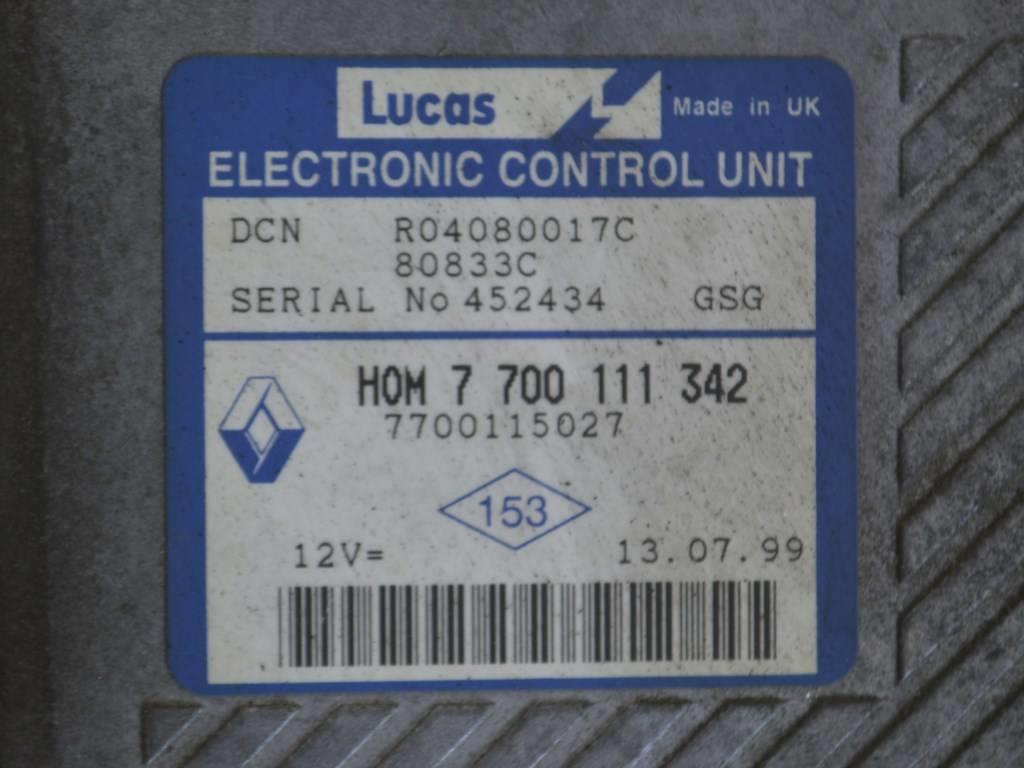 Lucas Made in UK
ELECTRONIC CONTROL UNIT
DCN R04080017C
80833C
SERIAL No 452434 GSG
HOM 7 700 111 342
7700115027
153
12V= 13.07.99